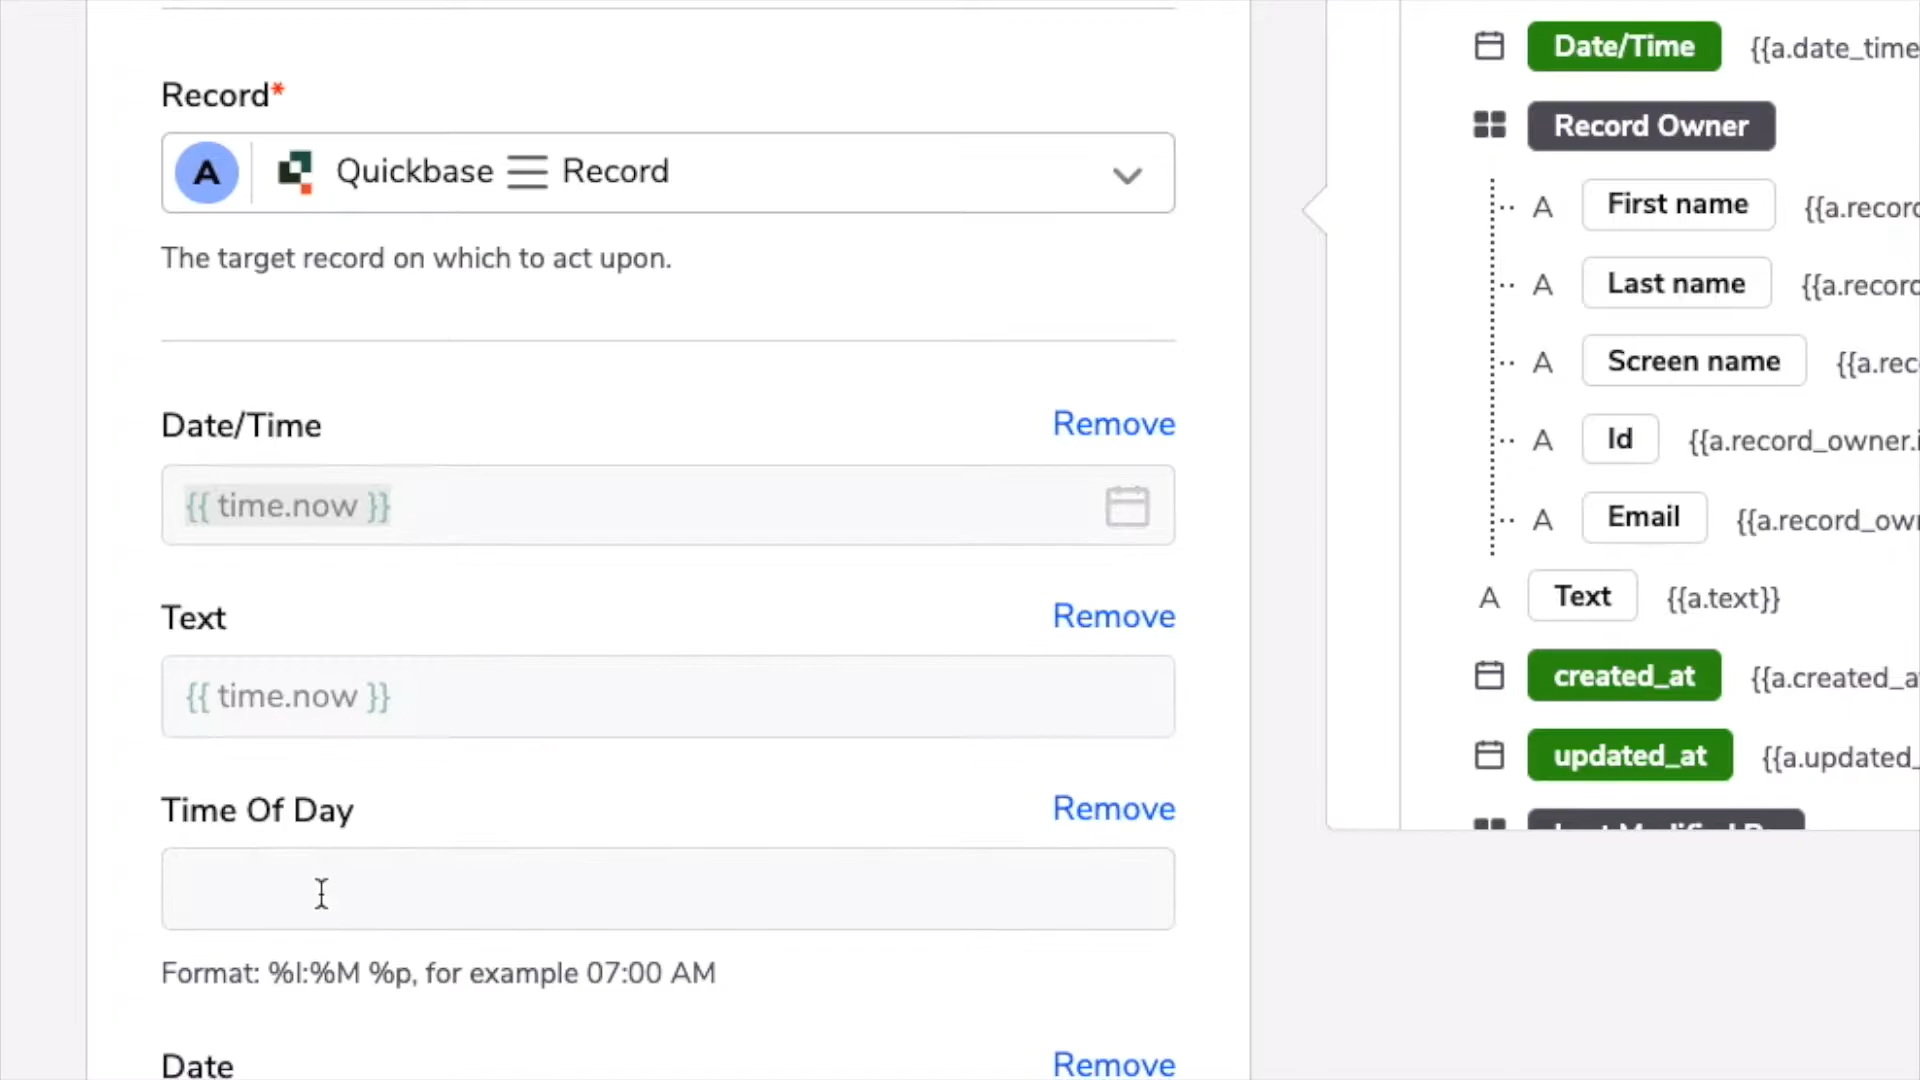 Record*
A Quickbase Record
The target record on which to act upon.
Date/Time Remove
{{ time.now }}
Text Remove
{{ time.now }}
Time Of Day Remove
Format: %I:%M %p, for example 07:00 AM
Date Remove
Date/Time {{a.date_time
Record Owner
A First name {{a.record
A Last name {{a.record
A Screen name {{a.rec
A Id {{a.record_owner.i
A Email {{a.record_own
A Text {{a.text}}
created_at {{a.created_a
updated_at {{a.updated_